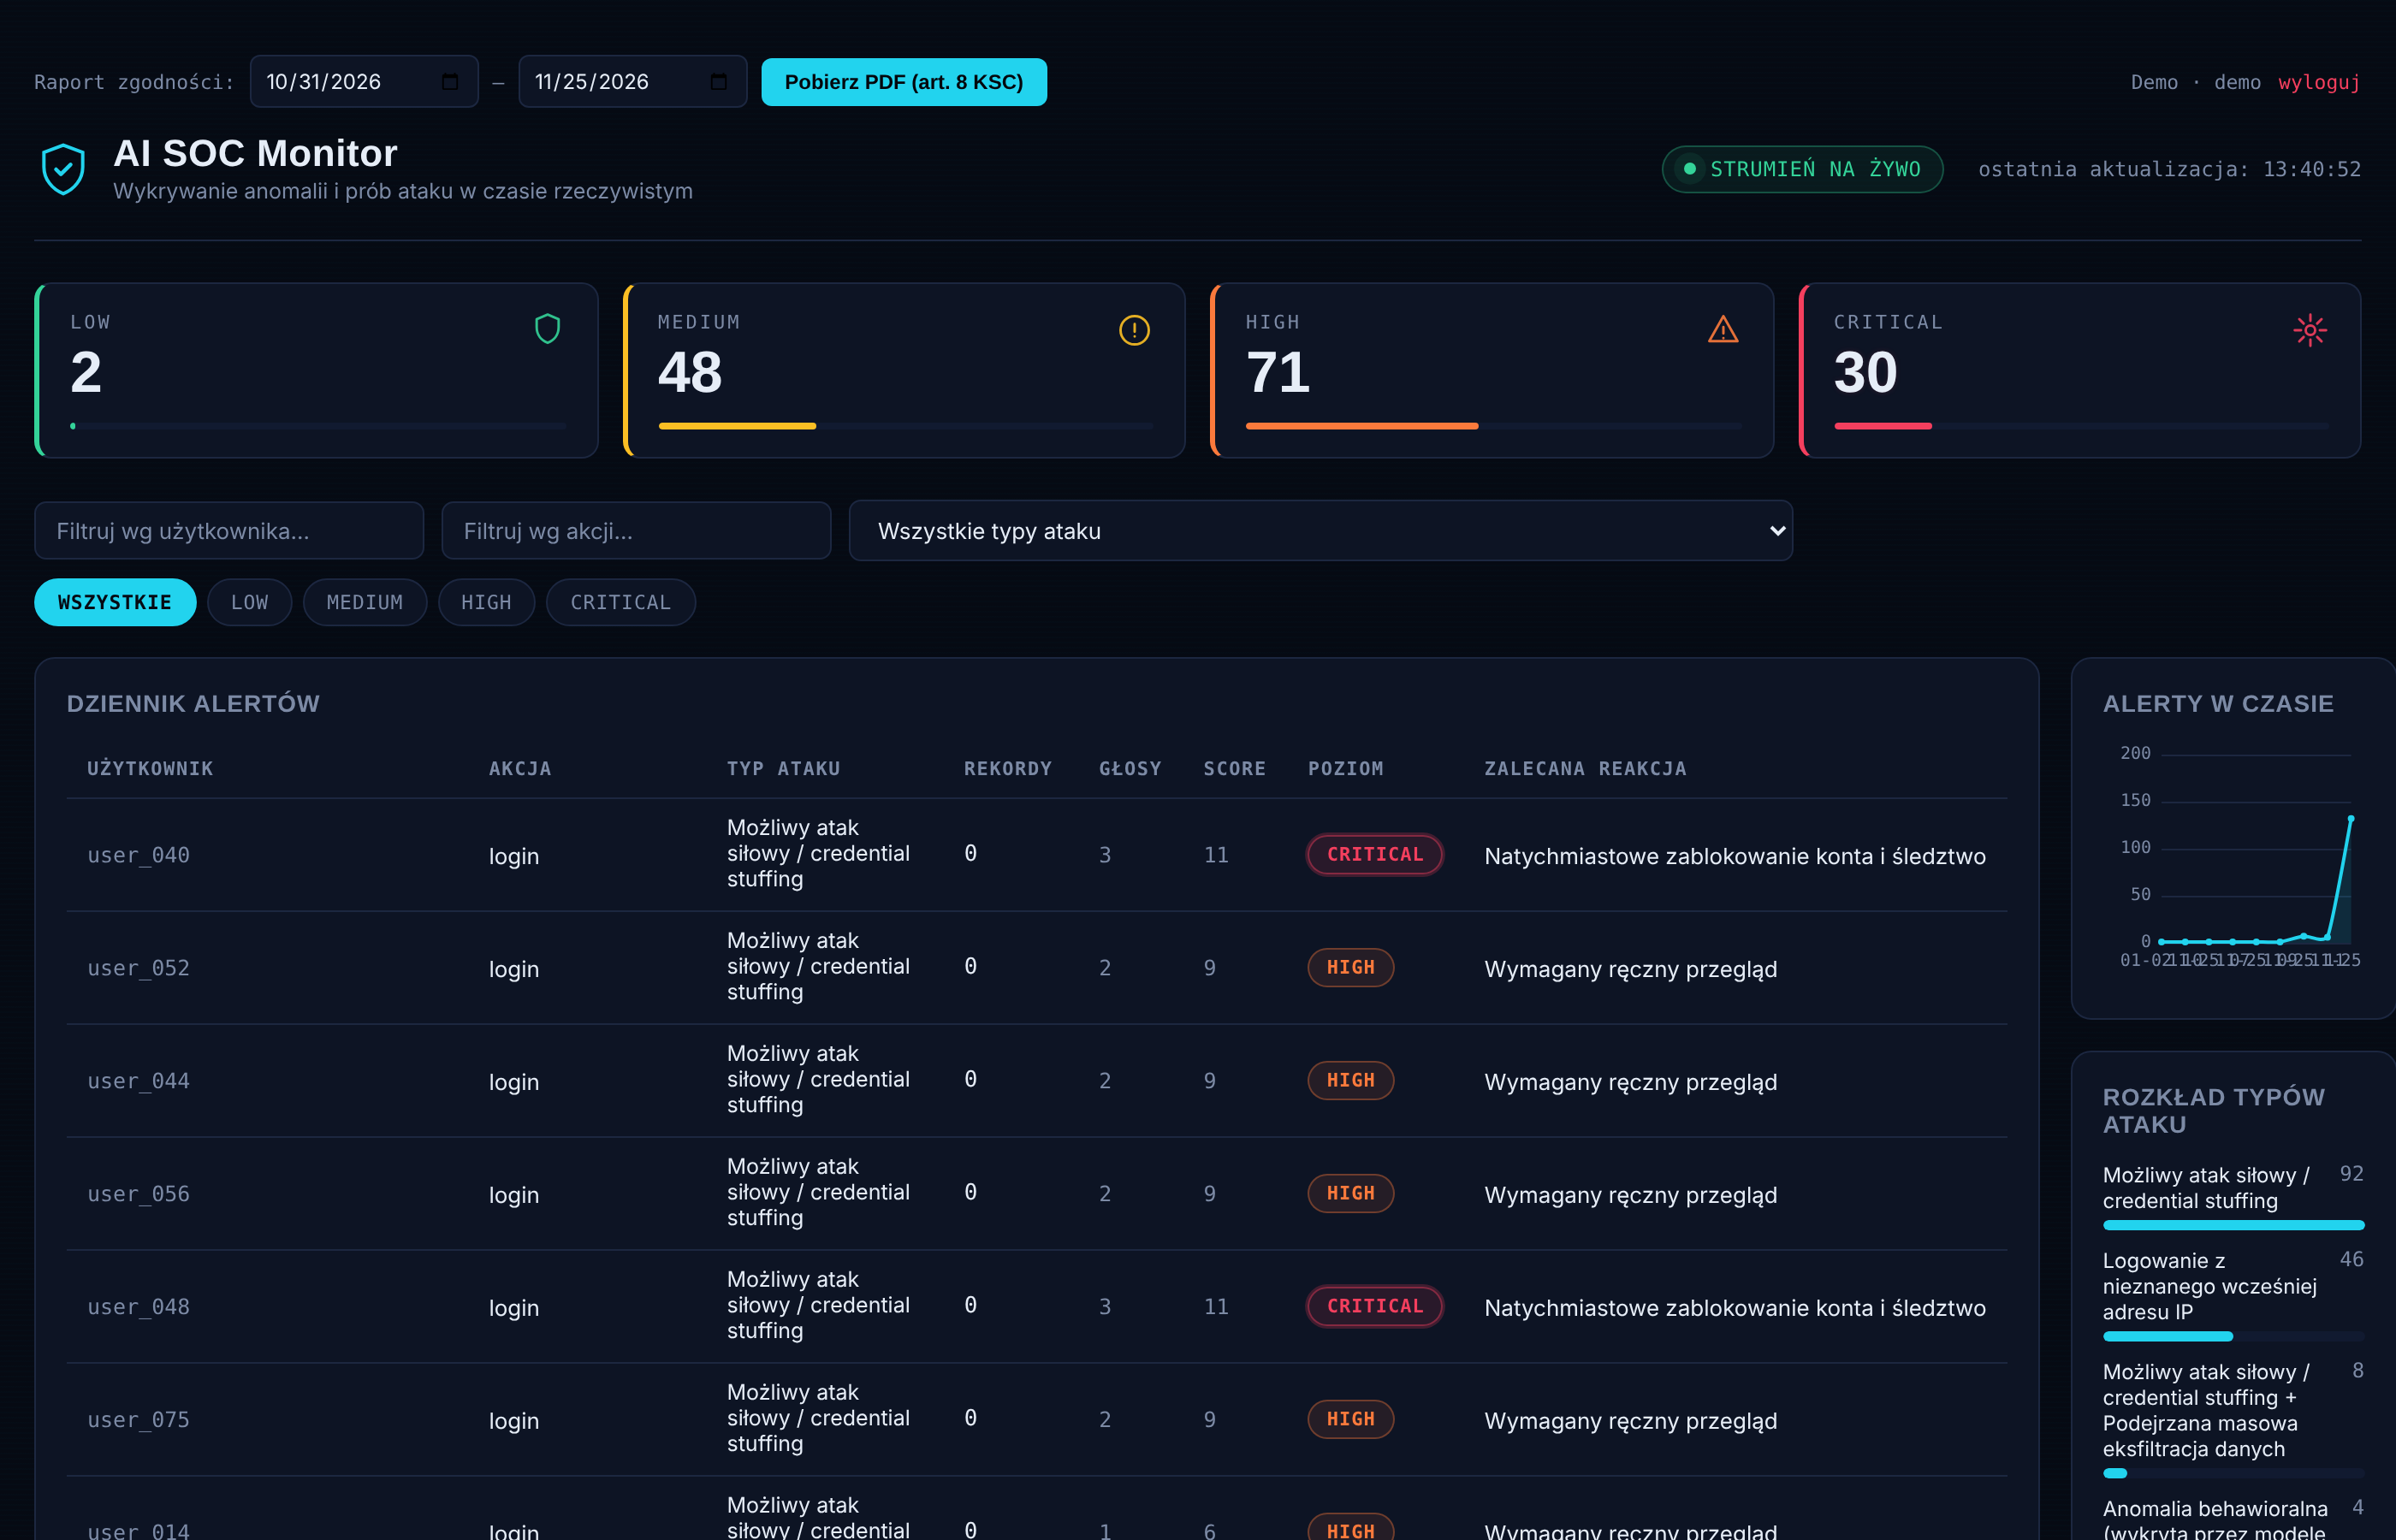 Raport zgodności: 10/31/2026 – 11/25/2026 Pobierz PDF (art. 8 KSC)
Demo · demo wyloguj
AI SOC Monitor
Wykrywanie anomalii i prób ataku w czasie rzeczywistym
STRUMIEŃ NA ŻYWO
ostatnia aktualizacja: 13:40:52
LOW
2
MEDIUM
48
HIGH
71
CRITICAL
30
Filtruj wg użytkownika...
Filtruj wg akcji...
Wszystkie typy ataku
WSZYSTKIE LOW MEDIUM HIGH CRITICAL
DZIENNIK ALERTÓW
UŻYTKOWNIK AKCJA TYP ATAKU REKORDY GŁOSY SCORE POZIOM ZALECANA REAKCJA
user_040 login Możliwy atak
siłowy / credential
stuffing
0 3 11 CRITICAL Natychmiastowe zablokowanie konta i śledztwo
user_052 login Możliwy atak
siłowy / credential
stuffing
0 2 9 HIGH Wymagany ręczny przegląd
user_044 login Możliwy atak
siłowy / credential
stuffing
0 2 9 HIGH Wymagany ręczny przegląd
user_056 login Możliwy atak
siłowy / credential
stuffing
0 2 9 HIGH Wymagany ręczny przegląd
user_048 login Możliwy atak
siłowy / credential
stuffing
0 3 11 CRITICAL Natychmiastowe zablokowanie konta i śledztwo
user_075 login Możliwy atak
siłowy / credential
stuffing
0 2 9 HIGH Wymagany ręczny przegląd
user_014 login Możliwy atak
siłowy / credential
0 1 6 HIGH Wymagany ręczny przegląd
ALERTY W CZASIE
200
150
100
50
0
ROZKŁAD TYPÓW
ATAKU
Możliwy atak siłowy / 92
credential stuffing
Logowanie z 46
nieznanego wcześniej
adresu IP
Możliwy atak siłowy / 8
credential stuffing +
Podejrzana masowa
eksfiltracja danych
Anomalia behawioralna 4
(wykryta przez modele